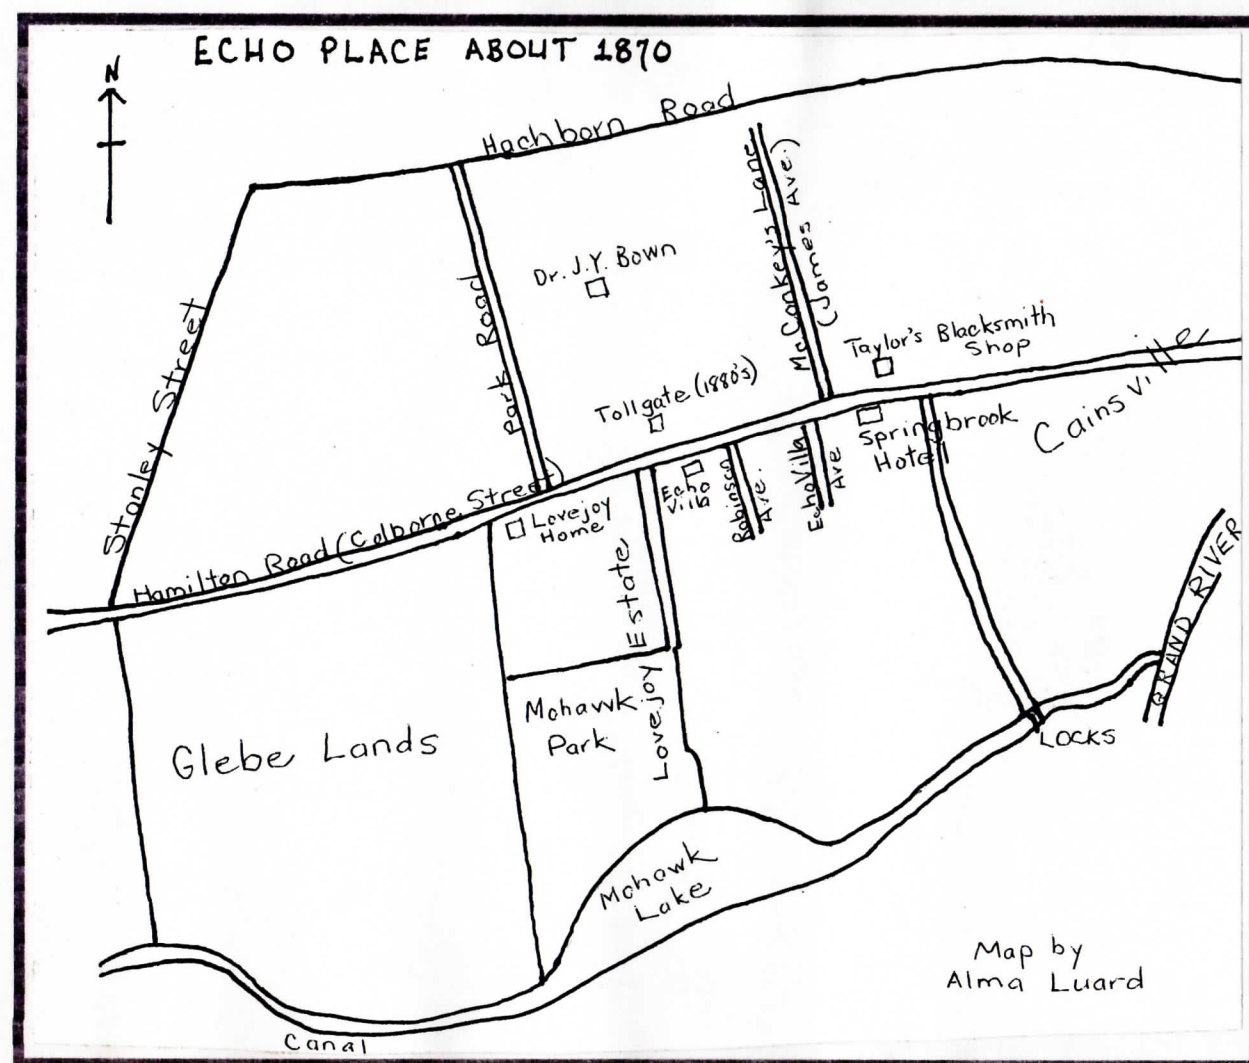 ECHO PLACE ABOUT 1870
N
Hachborn Road
Stanley Street
Park Road
Dr. J.Y. Bown
McConkey's Lane
(James Ave.)
Taylor's Blacksmith
Shop
Tollgate (1880's)
Cainsville
Springbrook
Hotel
Hamilton Road (Colborne Street)
Lovejoy
Home
Echo
Villa
Robinson
Ave.
Echo Villa
Ave
Lovejoy Estate
GRAND RIVER
Mohawk
Park
Glebe Lands
LOCKS
Mohawk
Lake
Map by
Alma Luard
Canal